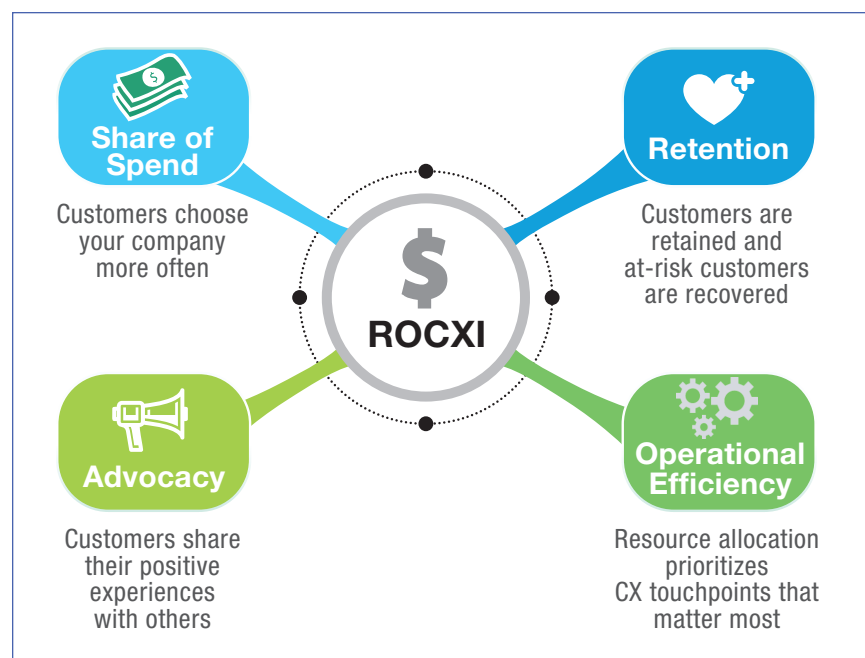 $
Share of
Spend
Customers choose
your company
more often
Retention
Customers are
retained and
at-risk customers
are recovered
$
ROCXI
Advocacy
Customers share
their positive
experiences
with others
Operational
Efficiency
Resource allocation
prioritizes
CX touchpoints that
matter most